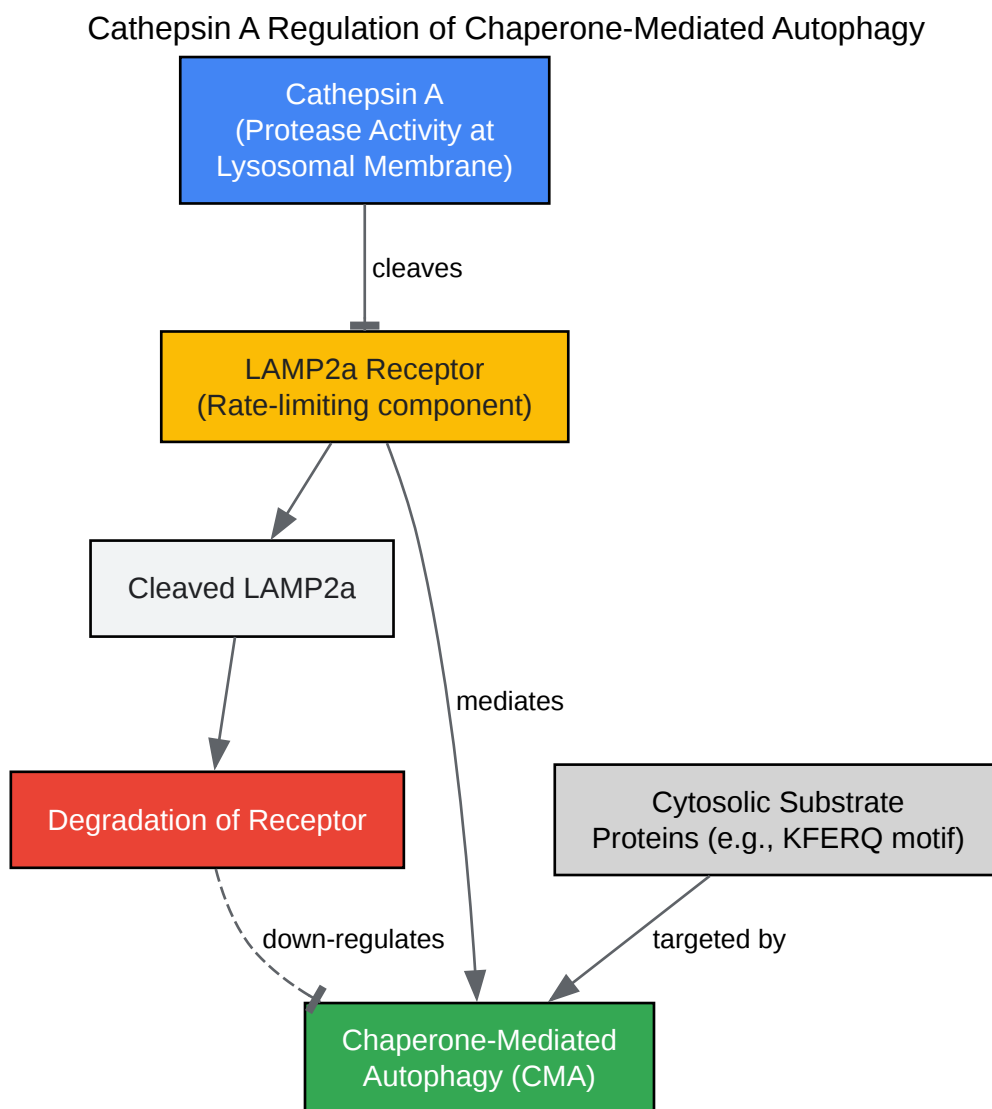 Cathepsin A Regulation of Chaperone-Mediated Autophagy
Cathepsin A
(Protease Activity at
Lysosomal Membrane)
cleaves
LAMP2a Receptor
(Rate-limiting component)
Cleaved LAMP2a
mediates
Degradation of Receptor
Cytosolic Substrate
Proteins (e.g., KFERQ motif)
down-regulates
targeted by
Chaperone-Mediated
Autophagy (CMA)